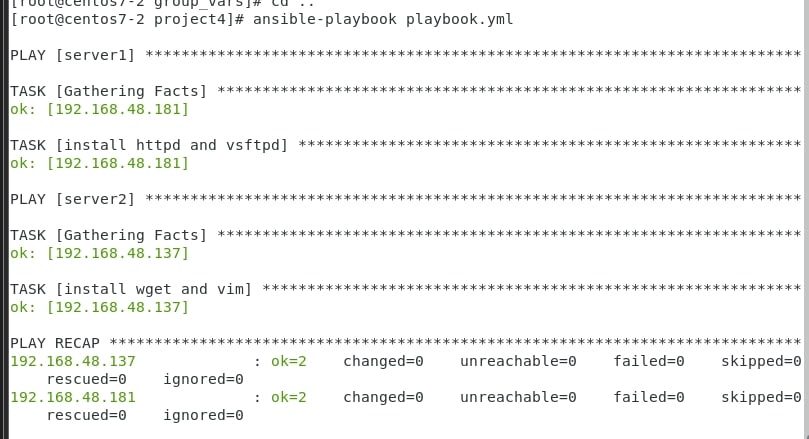 [root@centos7-2 group_vars]# cd ..
[root@centos7-2 project4]# ansible-playbook playbook.yml
PLAY [server1] *************************************************************************
TASK [Gathering Facts] *****************************************************************
ok: [192.168.48.181]
TASK [install httpd and vsftpd] ********************************************************
ok: [192.168.48.181]
PLAY [server2] *************************************************************************
TASK [Gathering Facts] *****************************************************************
ok: [192.168.48.137]
TASK [install wget and vim] ************************************************************
ok: [192.168.48.137]
PLAY RECAP *****************************************************************************
192.168.48.137             : ok=2    changed=0    unreachable=0    failed=0    skipped=0
    rescued=0    ignored=0
192.168.48.181             : ok=2    changed=0    unreachable=0    failed=0    skipped=0
    rescued=0    ignored=0